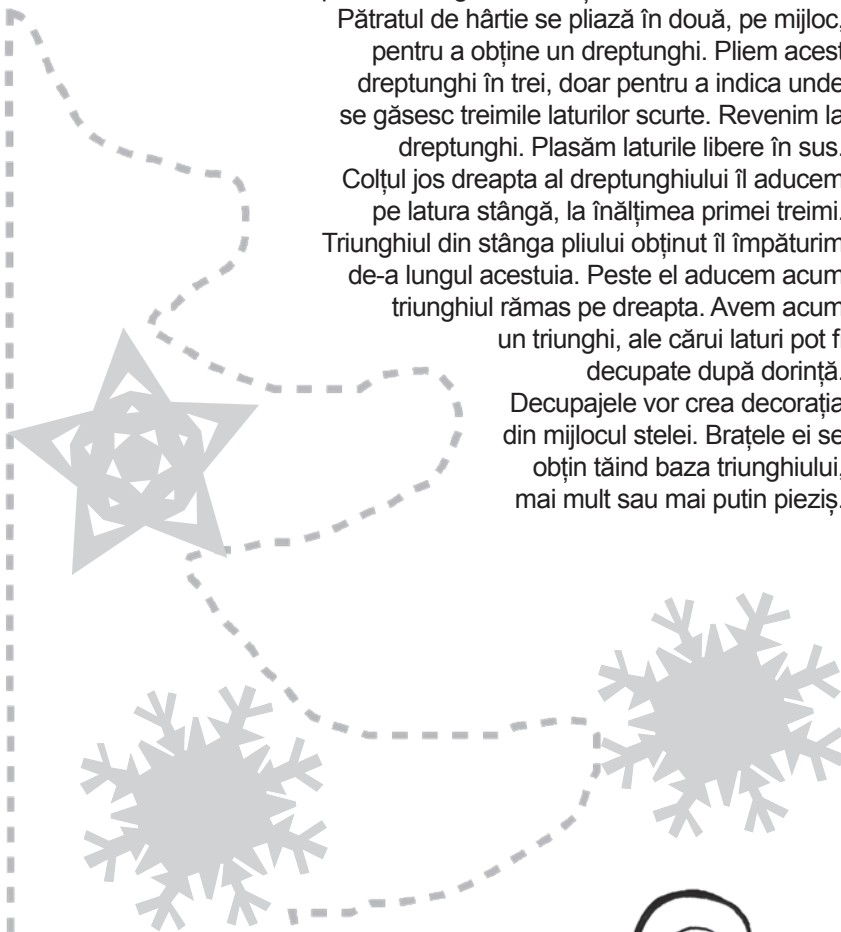 Pătratul de hârtie se pliază în două, pe mijloc,
pentru a obține un dreptunghi. Pliem acest
dreptunghi în trei, doar pentru a indica unde
se găsesc treimile laturilor scurte. Revenim la
dreptunghi. Plasăm laturile libere în sus.
Colțul jos dreapta al dreptunghiului îl aducem
pe latura stângă, la înălțimea primei treimi.
Triunghiul din stânga pliului obținut îl împăturim
de-a lungul acestuia. Peste el aducem acum
triunghiul rămas pe dreapta. Avem acum
un triunghi, ale cărui laturi pot fi
decupate după dorință.
Decupajele vor crea decorația
din mijlocul stelei. Brațele ei se
obțin tăind baza triunghiului,
mai mult sau mai putin pieziș.